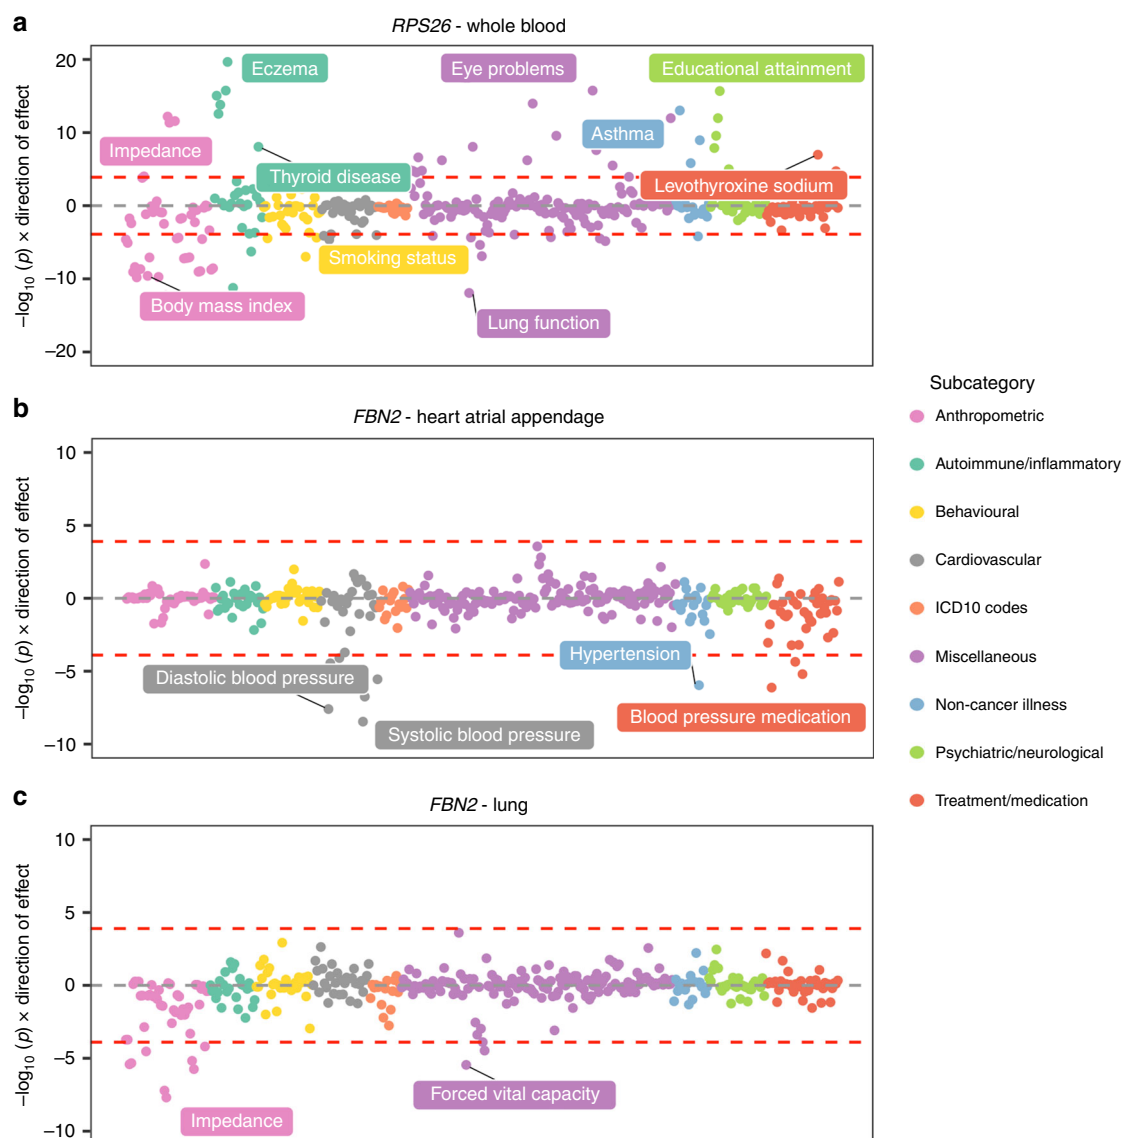 a
RPS26 - whole blood
20
10
0
−10
−20
−log10 (p) × direction of effect
Eczema
Eye problems
Educational attainment
Impedance
Asthma
Thyroid disease
Levothyroxine sodium
Smoking status
Body mass index
Lung function
b
FBN2 - heart atrial appendage
10
5
0
−5
−10
−log10 (p) × direction of effect
Hypertension
Diastolic blood pressure
Blood pressure medication
Systolic blood pressure
Subcategory
Anthropometric
Autoimmune/inflammatory
Behavioural
Cardiovascular
ICD10 codes
Miscellaneous
Non-cancer illness
Psychiatric/neurological
Treatment/medication
c
FBN2 - lung
10
5
0
−5
−10
−log10 (p) × direction of effect
Forced vital capacity
Impedance